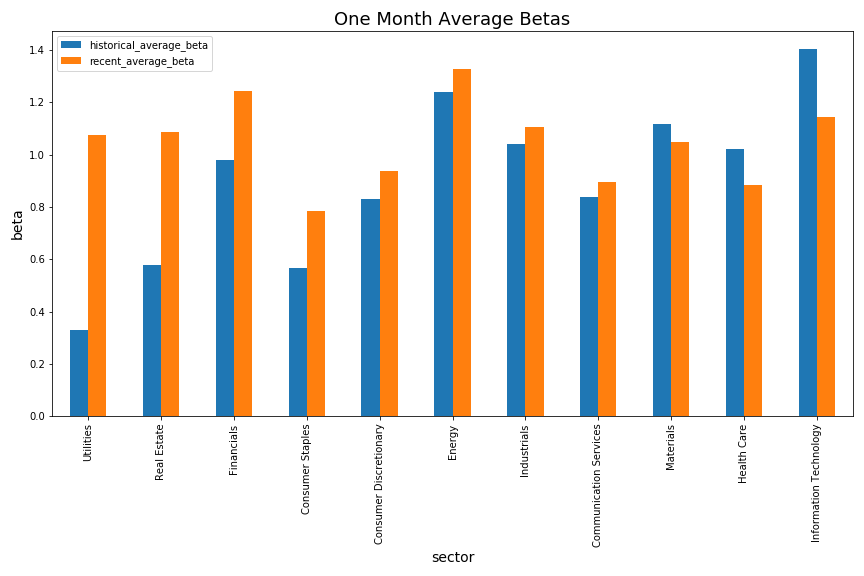 One Month Average Betas
historical_average_beta
recent_average_beta
1.4
1.2
1.0
0.8
0.6
0.4
0.2
0.0
beta
Utilities
Real Estate
Financials
Consumer Staples
Consumer Discretionary
Energy
Industrials
Communication Services
Materials
Health Care
Information Technology
sector